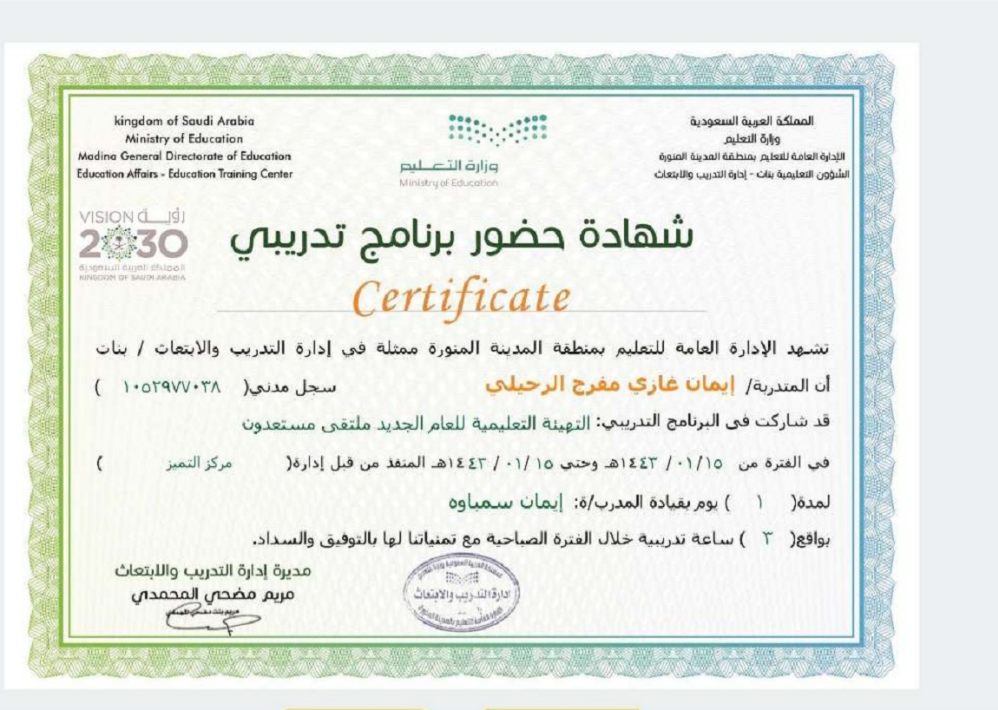 kingdom of Saudi Arabia
Ministry of Education
Madina General Directorate of Education
Education Affairs - Education Training Center
وزارة التعـــليم
Ministry of Education
المملكة العربية السعودية
وزارة التعليم
الإدارة العامة للتعليم بمنطقة المدينة المنورة
الشؤون التعليمية بنات - إدارة التدريب والابتعاث
VISION رؤيـــة
2030
المملكة العربية السعودية
KINGDOM OF SAUDI ARABIA
شهادة حضور برنامج تدريبي
Certificate
تشهد الإدارة العامة للتعليم بمنطقة المدينة المنورة ممثلة في إدارة التدريب والابتعاث / بنات
أن المتدربة/ إيمان غازي مفرج الرحيلي سجل مدني( ١٠٥٢٩٧٧٠٣٨ )
قد شاركت في البرنامج التدريبي: التهيئة التعليمية للعام الجديد ملتقى مستعدون
في الفترة من ٠١/١٥ / ١٤٤٣هـ وحتى ٠١/١٥ / ١٤٤٣هـ المنفذ من قبل إدارة( مركز التميز )
لمدة( ١ ) يوم بقيادة المدرب/ة: إيمان سمباوه
بواقع( ٣ ) ساعة تدريبية خلال الفترة الصباحية مع تمنياتنا لها بالتوفيق والسداد.
مديرة إدارة التدريب والابتعاث
مريم مضحي المحمدي
إدارة التدريب والابتعاث